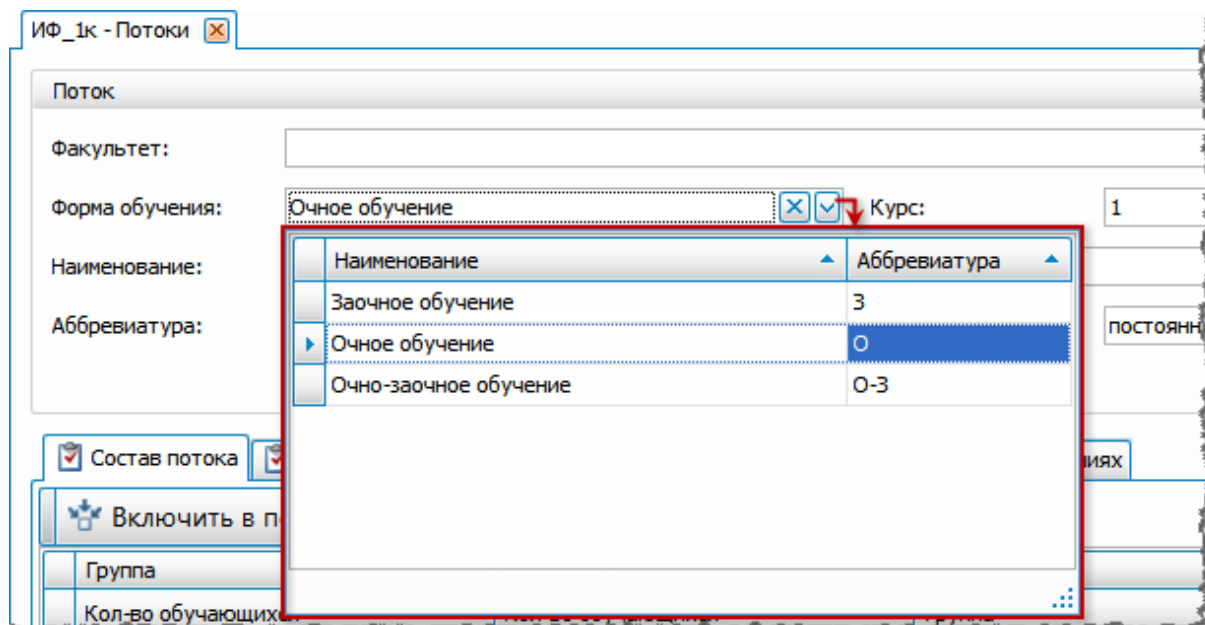 ИФ_1к - Потоки
Поток
Факультет:
Форма обучения: Очное обучение Курс: 1
Наименование Аббревиатура
Наименование:
Заочное обучение З
Аббревиатура: постоянн
Очное обучение О
Очно-заочное обучение О-З
Состав потока иях
Включить в п
Группа
Кол-во обучающихся